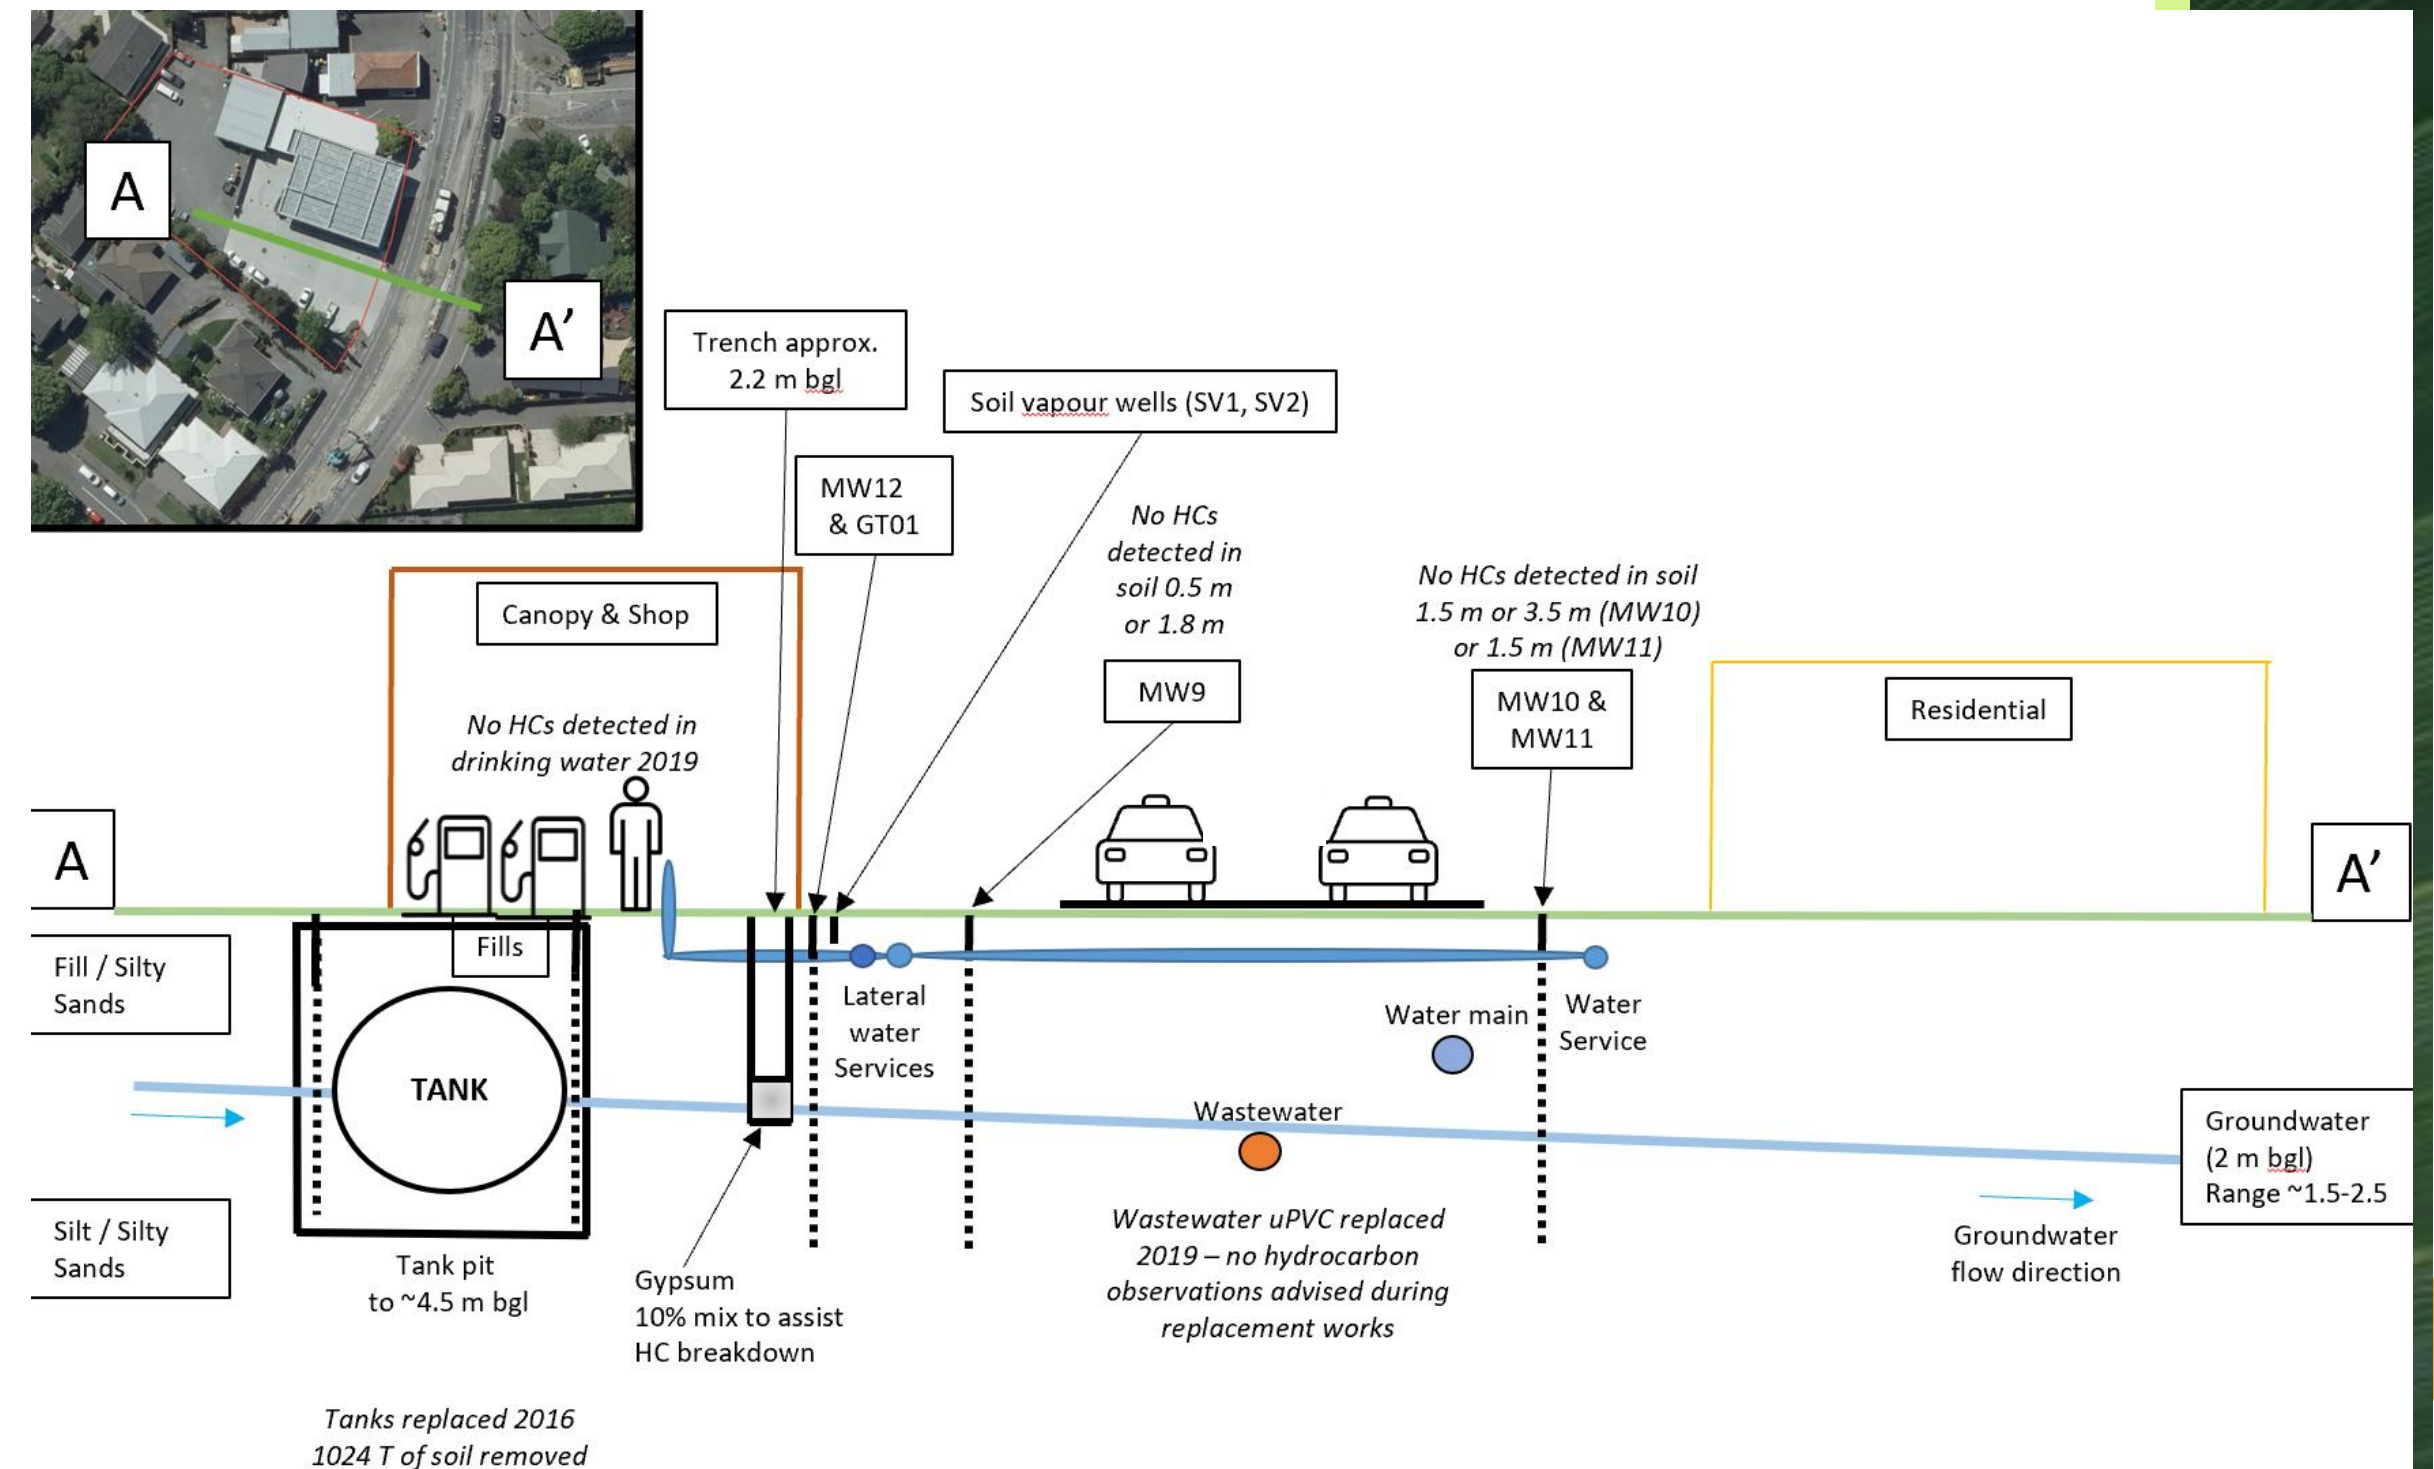 A
A’
Trench approx.
2.2 m bgl
Soil vapour wells (SV1, SV2)
MW12
& GT01
No HCs
detected in
soil 0.5 m
or 1.8 m
No HCs detected in soil
1.5 m or 3.5 m (MW10)
or 1.5 m (MW11)
Canopy & Shop
MW9
MW10 &
MW11
Residential
No HCs detected in
drinking water 2019
A
A’
Fills
Fill / Silty
Sands
Lateral
water
Services
Water main
Water
Service
TANK
Wastewater
Groundwater
(2 m bgl)
Range ~1.5-2.5
Silt / Silty
Sands
Wastewater uPVC replaced
2019 – no hydrocarbon
observations advised during
replacement works
Groundwater
flow direction
Tank pit
to ~4.5 m bgl
Gypsum
10% mix to assist
HC breakdown
Tanks replaced 2016
1024 T of soil removed